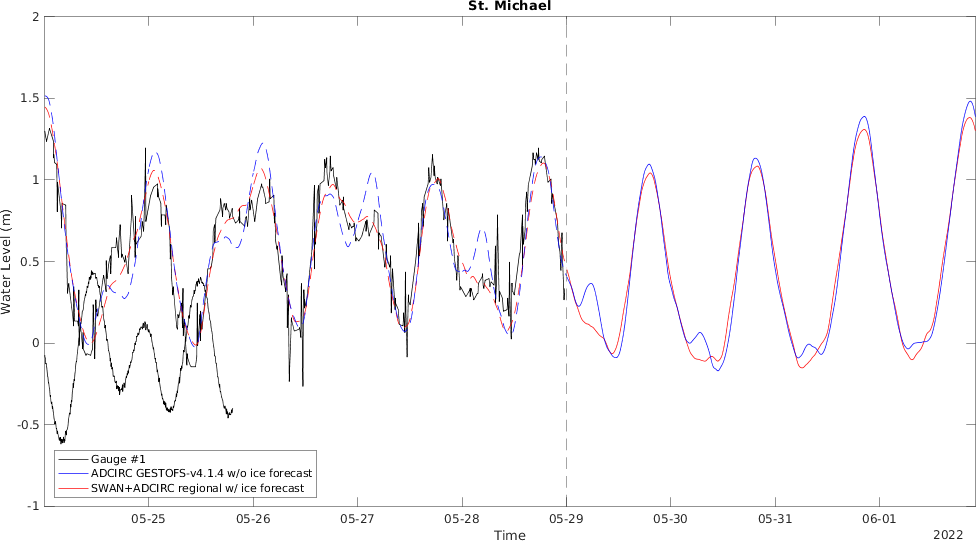 St. Michael
2
1.5
1
0.5
0
-0.5
-1
Water Level (m)
Gauge #1
ADCIRC GESTOFS-v4.1.4 w/o ice forecast
SWAN+ADCIRC regional w/ ice forecast
05-25 05-26 05-27 05-28 05-29 05-30 05-31 06-01
Time
2022